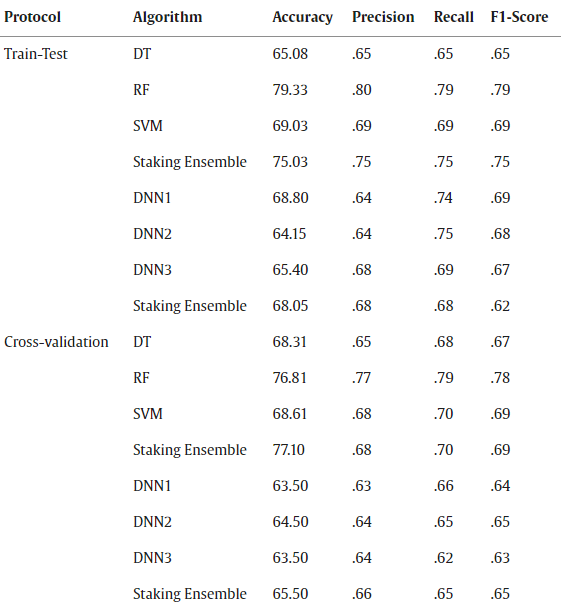 Protocol Algorithm Accuracy Precision Recall F1-Score
Train-Test DT 65.08 .65 .65 .65
RF 79.33 .80 .79 .79
SVM 69.03 .69 .69 .69
Staking Ensemble 75.03 .75 .75 .75
DNN1 68.80 .64 .74 .69
DNN2 64.15 .64 .75 .68
DNN3 65.40 .68 .69 .67
Staking Ensemble 68.05 .68 .68 .62
Cross-validation DT 68.31 .65 .68 .67
RF 76.81 .77 .79 .78
SVM 68.61 .68 .70 .69
Staking Ensemble 77.10 .68 .70 .69
DNN1 63.50 .63 .66 .64
DNN2 64.50 .64 .65 .65
DNN3 63.50 .64 .62 .63
Staking Ensemble 65.50 .66 .65 .65